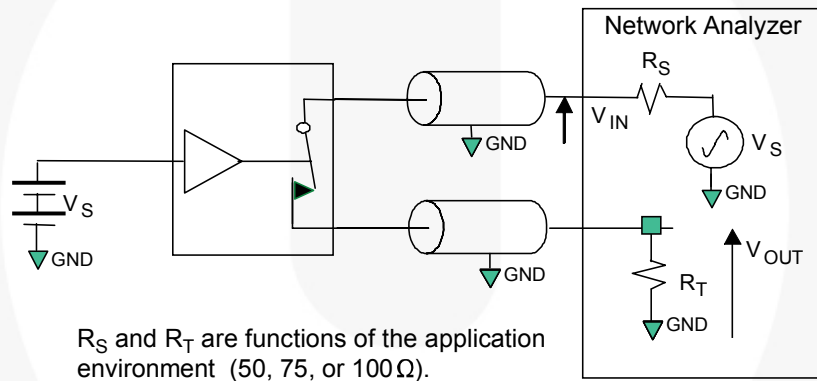 Network Analyzer
R_S
GND
V_IN
V_S
GND
V_S
GND
GND
V_OUT
R_T
GND
R_S and R_T are functions of the application
environment (50, 75, or 100Ω).